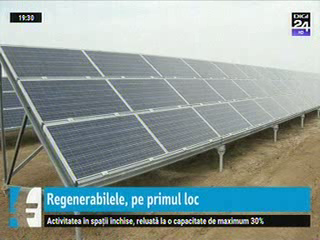 19:30
DIGI
24
HD
Regenerabilele, pe primul loc
Activitatea în spații închise, reluată la o capacitate de maximum 30%